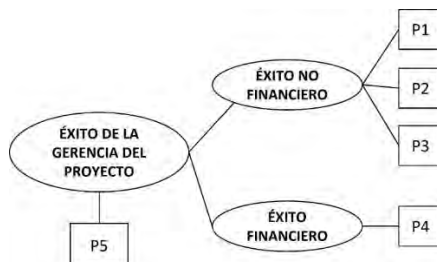 P1
ÉXITO NO
FINANCIERO
P2
P3
ÉXITO DE LA
GERENCIA DEL
PROYECTO
ÉXITO
FINANCIERO
P4
P5